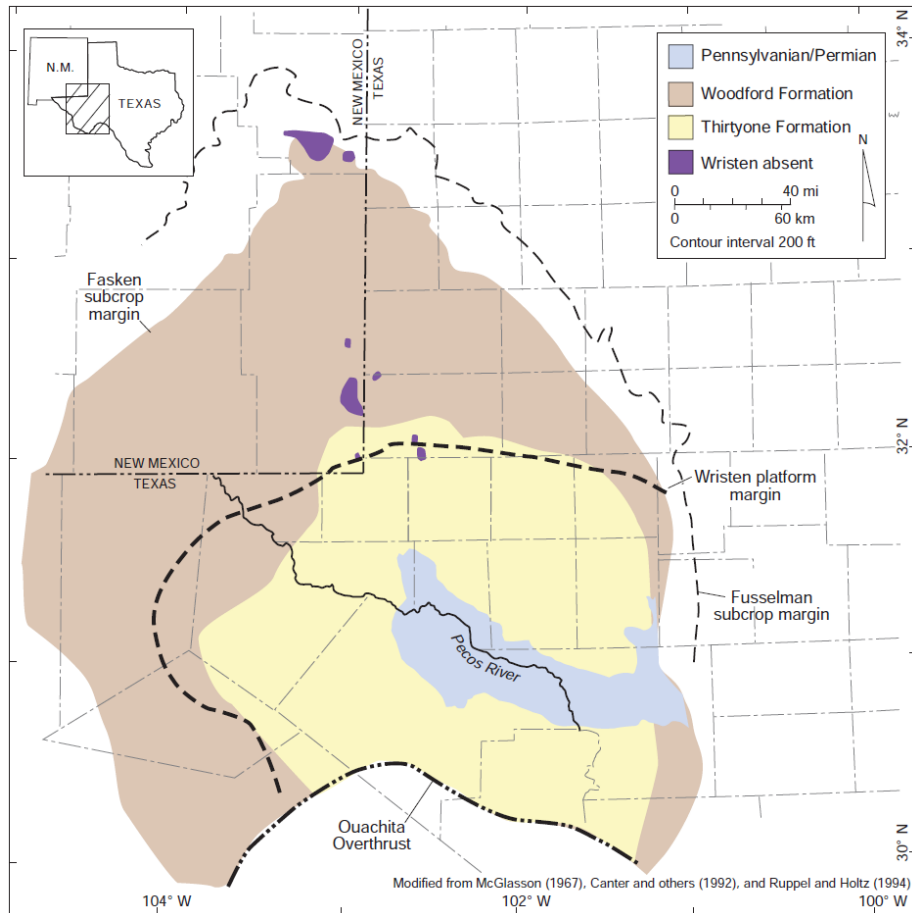 N.M.
TEXAS
NEW MEXICO
TEXAS
34° N
Pennsylvanian/Permian
Woodford Formation
Thirtyone Formation
Wristen absent
0 40 mi
0 60 km
Contour interval 200 ft
N
Fasken
subcrop
margin
32° N
NEW MEXICO
TEXAS
Wristen platform
margin
Fusselman
subcrop margin
Pecos River
Ouachita
Overthrust
30° N
Modified from McGlasson (1967), Canter and others (1992), and Ruppel and Holtz (1994)
104° W
102° W
100° W